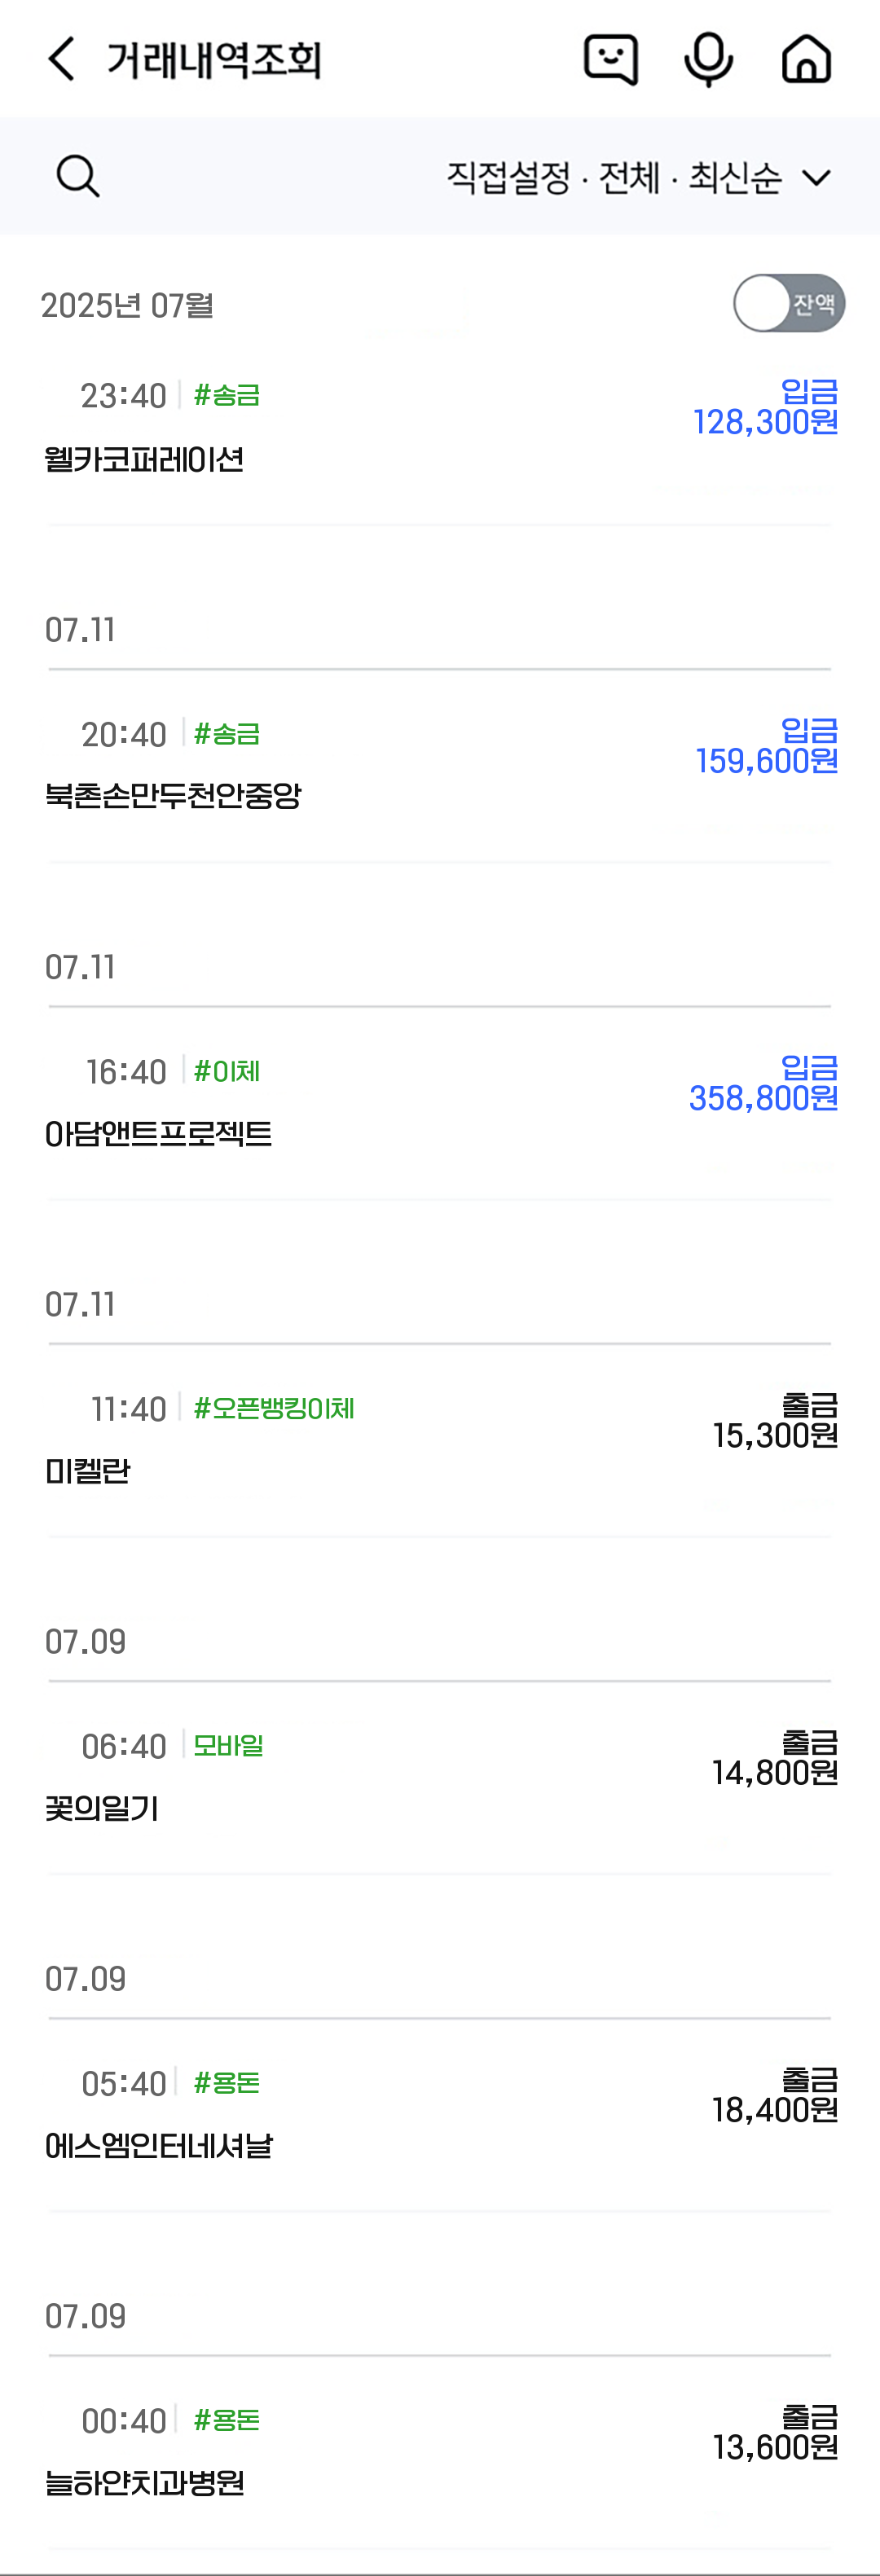 거래내역조회
직접설정 · 전체 · 최신순
2025년 07월
잔액
23:40 #송금
입금
128,300원
웰카코퍼레이션
07.11
20:40 #송금
입금
159,600원
북촌손만두천안중앙
07.11
16:40 #이체
입금
358,800원
아담앤트프로젝트
07.11
11:40 #오픈뱅킹이체
출금
15,300원
미켈란
07.09
06:40 모바일
출금
14,800원
꽃의일기
07.09
05:40 #용돈
출금
18,400원
에스엠인터네셔날
07.09
00:40 #용돈
출금
13,600원
늘하얀치과병원